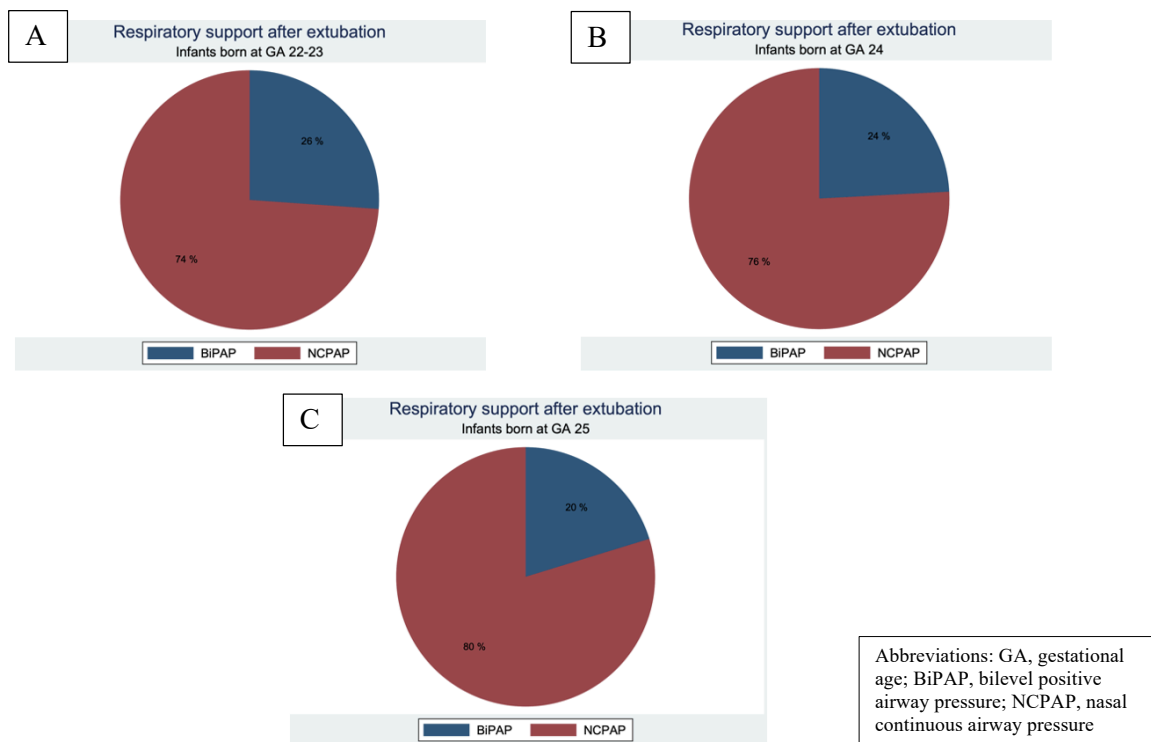 A
Respiratory support after extubation
Infants born at GA 22-23
26 %
74 %
BiPAP NCPAP
B
Respiratory support after extubation
Infants born at GA 24
24 %
76 %
BiPAP NCPAP
C
Respiratory support after extubation
Infants born at GA 25
20 %
80 %
BiPAP NCPAP
Abbreviations: GA, gestational
age; BiPAP, bilevel positive
airway pressure; NCPAP, nasal
continuous airway pressure